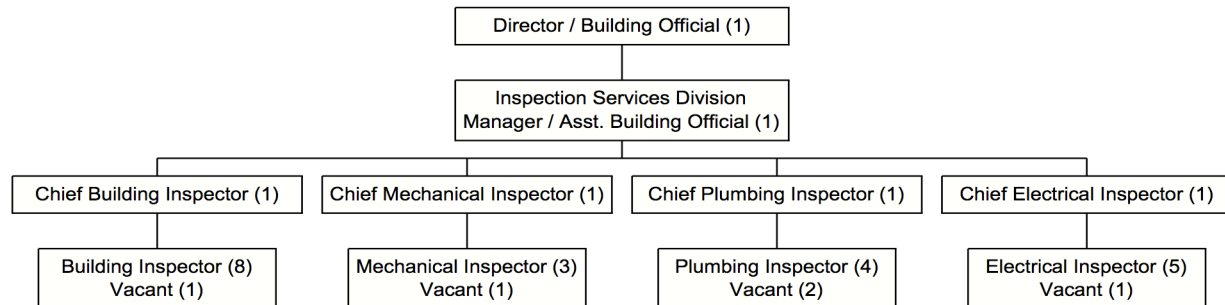 Director / Building Official (1)
Inspection Services Division
Manager / Asst. Building Official (1)
Chief Building Inspector (1)
Chief Mechanical Inspector (1)
Chief Plumbing Inspector (1)
Chief Electrical Inspector (1)
Building Inspector (8)
Vacant (1)
Mechanical Inspector (3)
Vacant (1)
Plumbing Inspector (4)
Vacant (2)
Electrical Inspector (5)
Vacant (1)